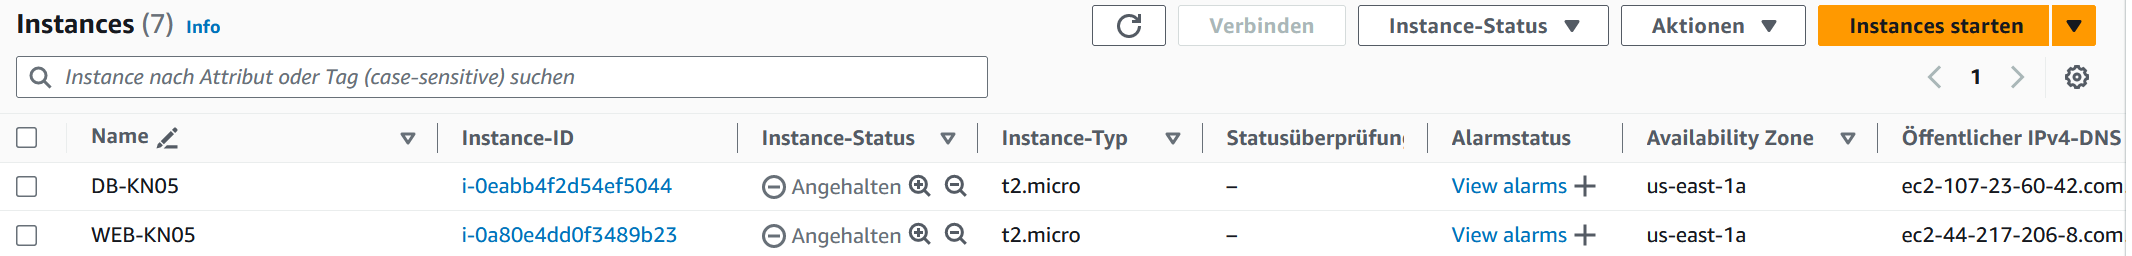 Instances (7) Info Verbinden Instance-Status Aktionen Instances starten
Instance nach Attribut oder Tag (case-sensitive) suchen 1
Name Instance-ID Instance-Status Instance-Typ Statusüberprüfun Alarmstatus Availability Zone Öffentlicher IPv4-DNS
DB-KN05 i-0eabb4f2d54ef5044 Angehalten t2.micro – View alarms + us-east-1a ec2-107-23-60-42.com
WEB-KN05 i-0a80e4dd0f3489b23 Angehalten t2.micro – View alarms + us-east-1a ec2-44-217-206-8.com